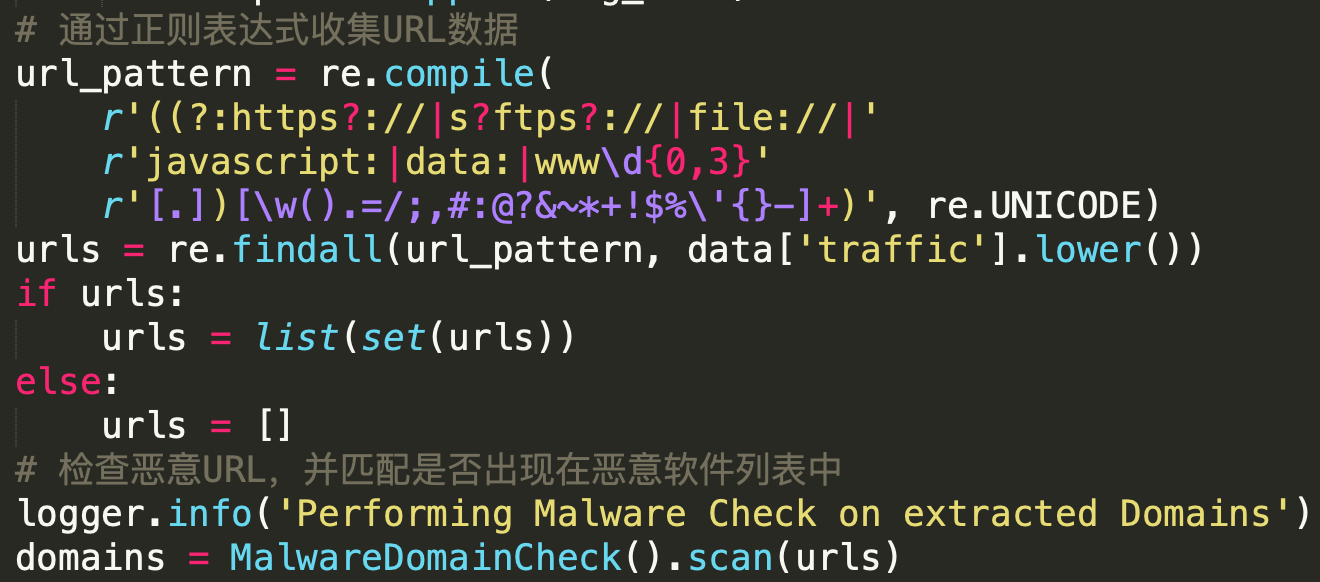 # 通过正则表达式收集URL数据
url_pattern = re.compile(
    r'((?:https?://|s?ftps?://|file://|'
    r'javascript:|data:|www\d{0,3}'
    r'[.])[\w().=/;,#:@?&~*+!$%\'{}-]+)', re.UNICODE)
urls = re.findall(url_pattern, data['traffic'].lower())
if urls:
    urls = list(set(urls))
else:
    urls = []
# 检查恶意URL，并匹配是否出现在恶意软件列表中
logger.info('Performing Malware Check on extracted Domains')
domains = MalwareDomainCheck().scan(urls)